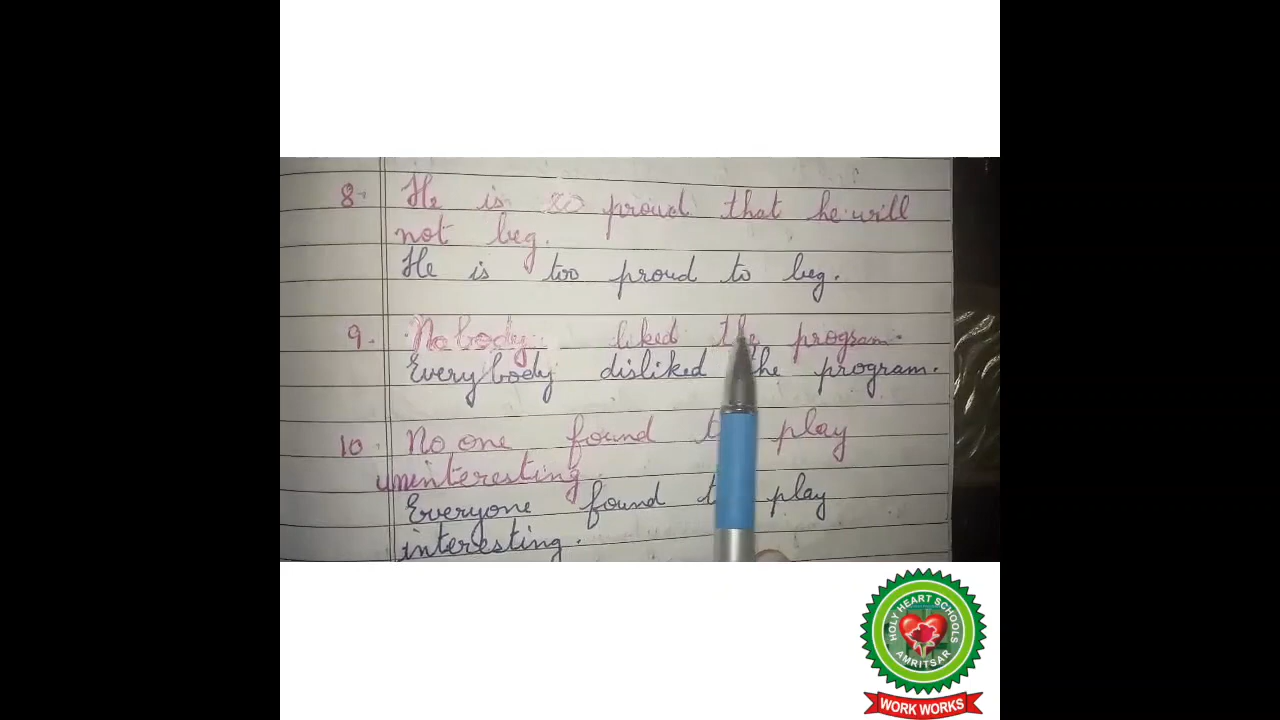 8. He is so proud that he will
not beg.
He is too proud to beg.
9. Nobody liked the program.
Everybody disliked the program.
10. No one found play
uninteresting
Everyone found play
interesting.
HOLY HEART SCHOOLS
AMRITSAR
WORK WORKS